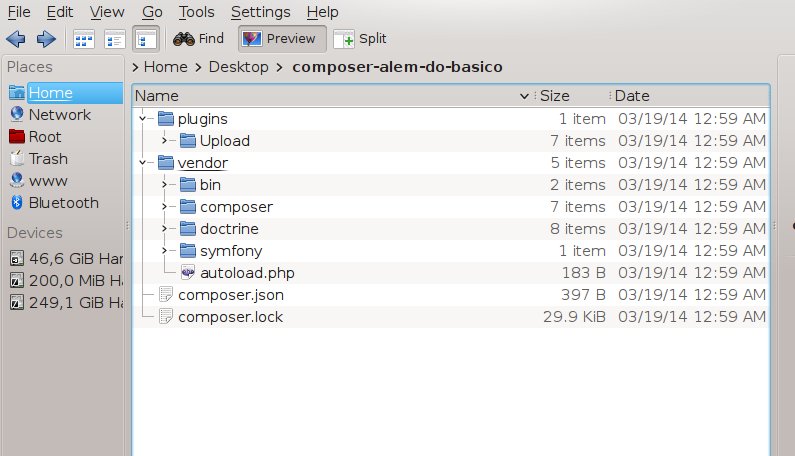 File Edit View Go Tools Settings Help
Find Preview Split
Places
Home
Network
Root
Trash
www
Bluetooth
Devices
46,6 GiB Har
200,0 MiB Har
249,1 GiB Har
Home Desktop composer-alem-do-basico
Name Size Date
plugins 1 item 03/19/14 12:59 AM
Upload 7 items 03/19/14 12:59 AM
vendor 5 items 03/19/14 12:59 AM
bin 2 items 03/19/14 12:59 AM
composer 7 items 03/19/14 12:59 AM
doctrine 8 items 03/19/14 12:59 AM
symfony 1 item 03/19/14 12:59 AM
autoload.php 183 B 03/19/14 12:59 AM
composer.json 397 B 03/19/14 12:59 AM
composer.lock 29.9 KiB 03/19/14 12:59 AM